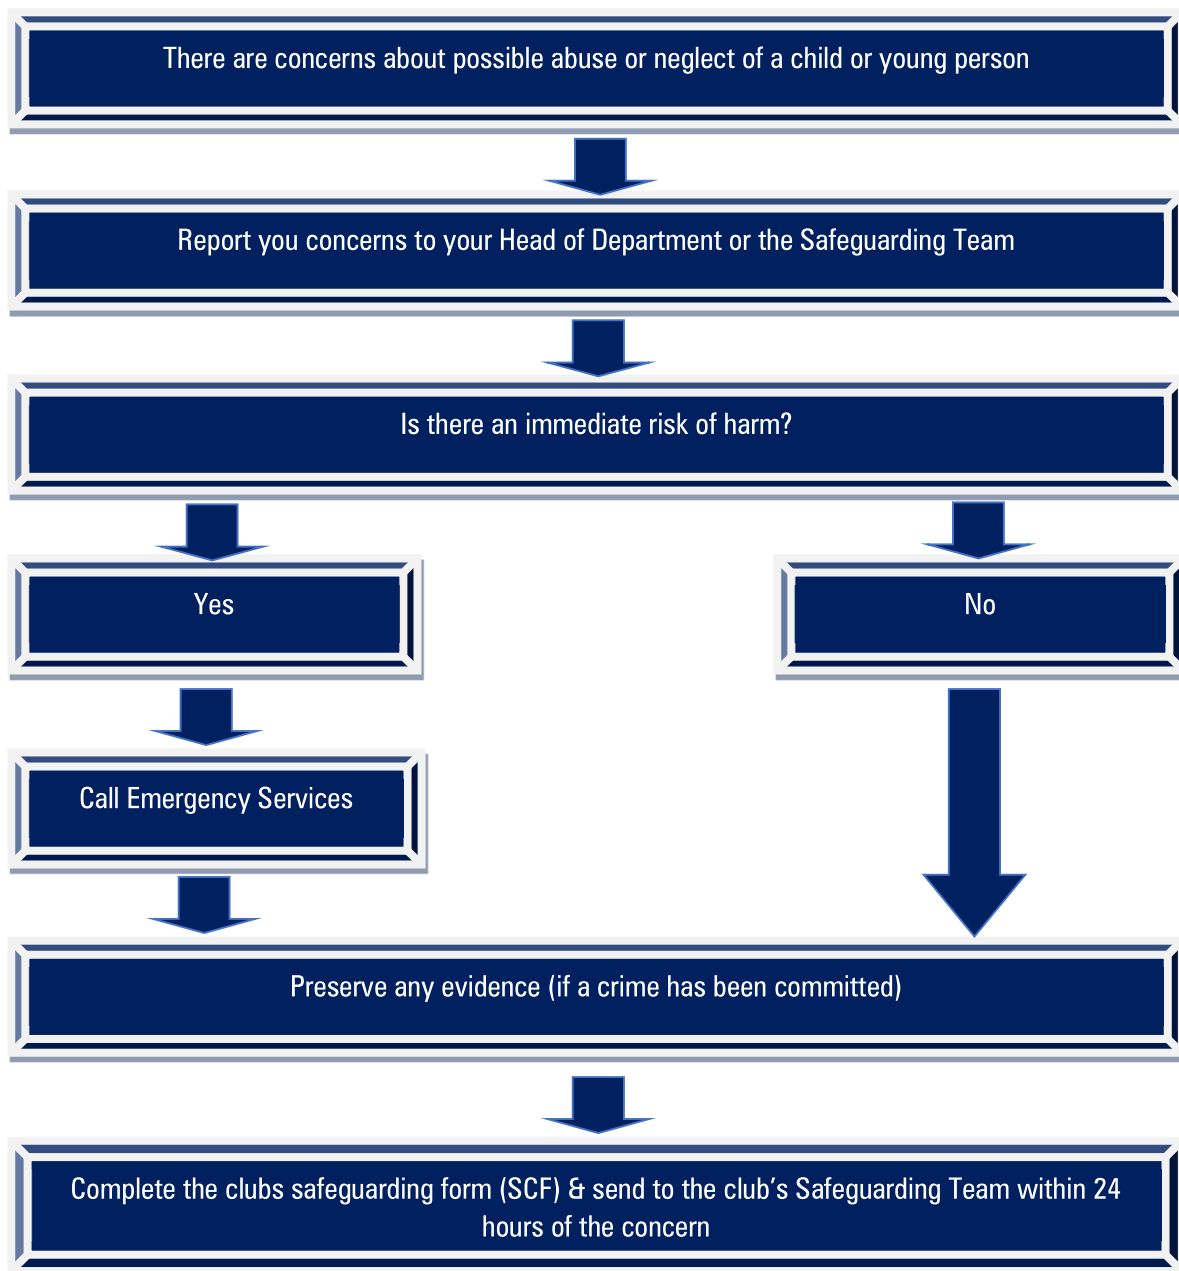 There are concerns about possible abuse or neglect of a child or young person
Report you concerns to your Head of Department or the Safeguarding Team
Is there an immediate risk of harm?
Yes
No
Call Emergency Services
Preserve any evidence (if a crime has been committed)
Complete the clubs safeguarding form (SCF) & send to the club’s Safeguarding Team within 24
hours of the concern